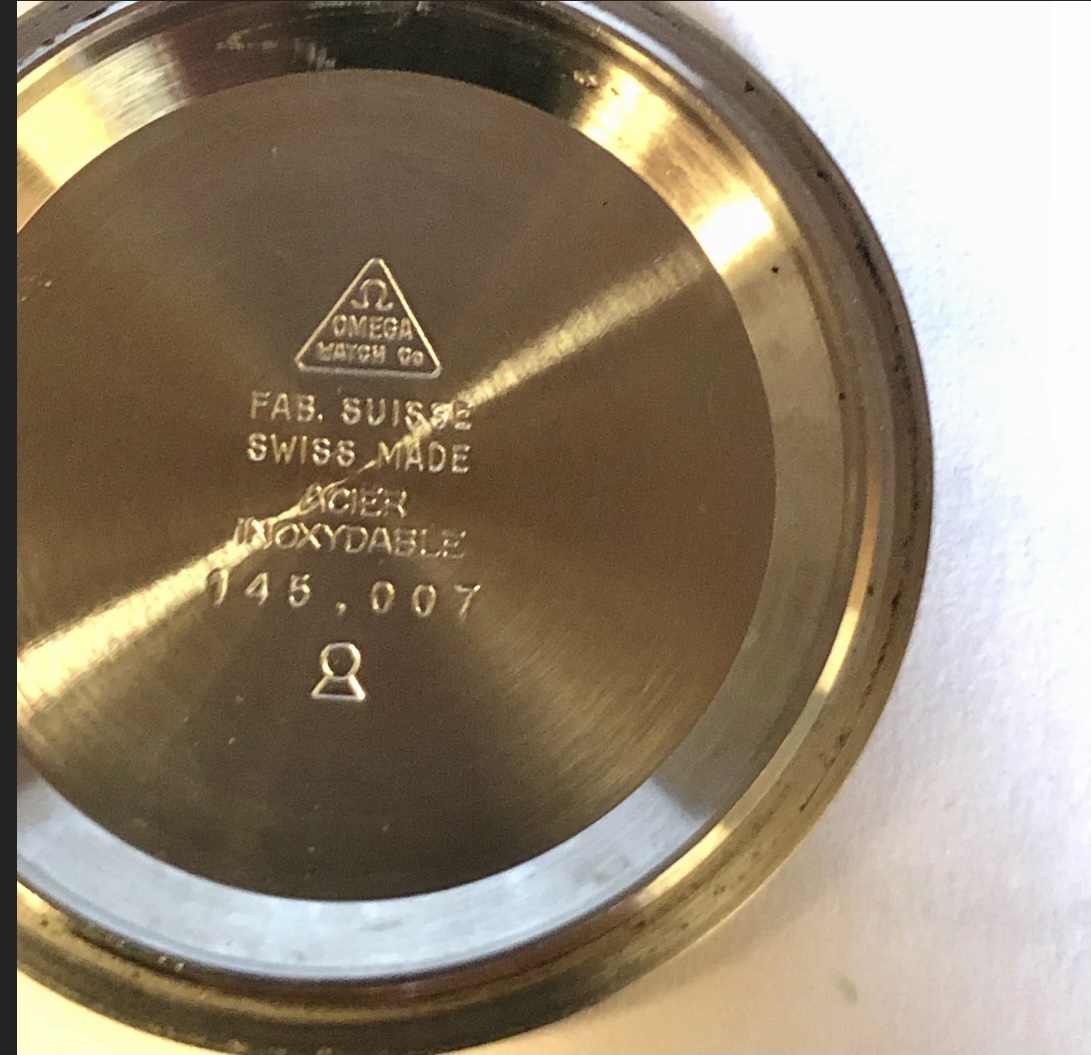 Ω
OMEGA
WATCH Co
FAB. SUISSE
SWISS MADE
ACIER
INOXYDABLE
145.007